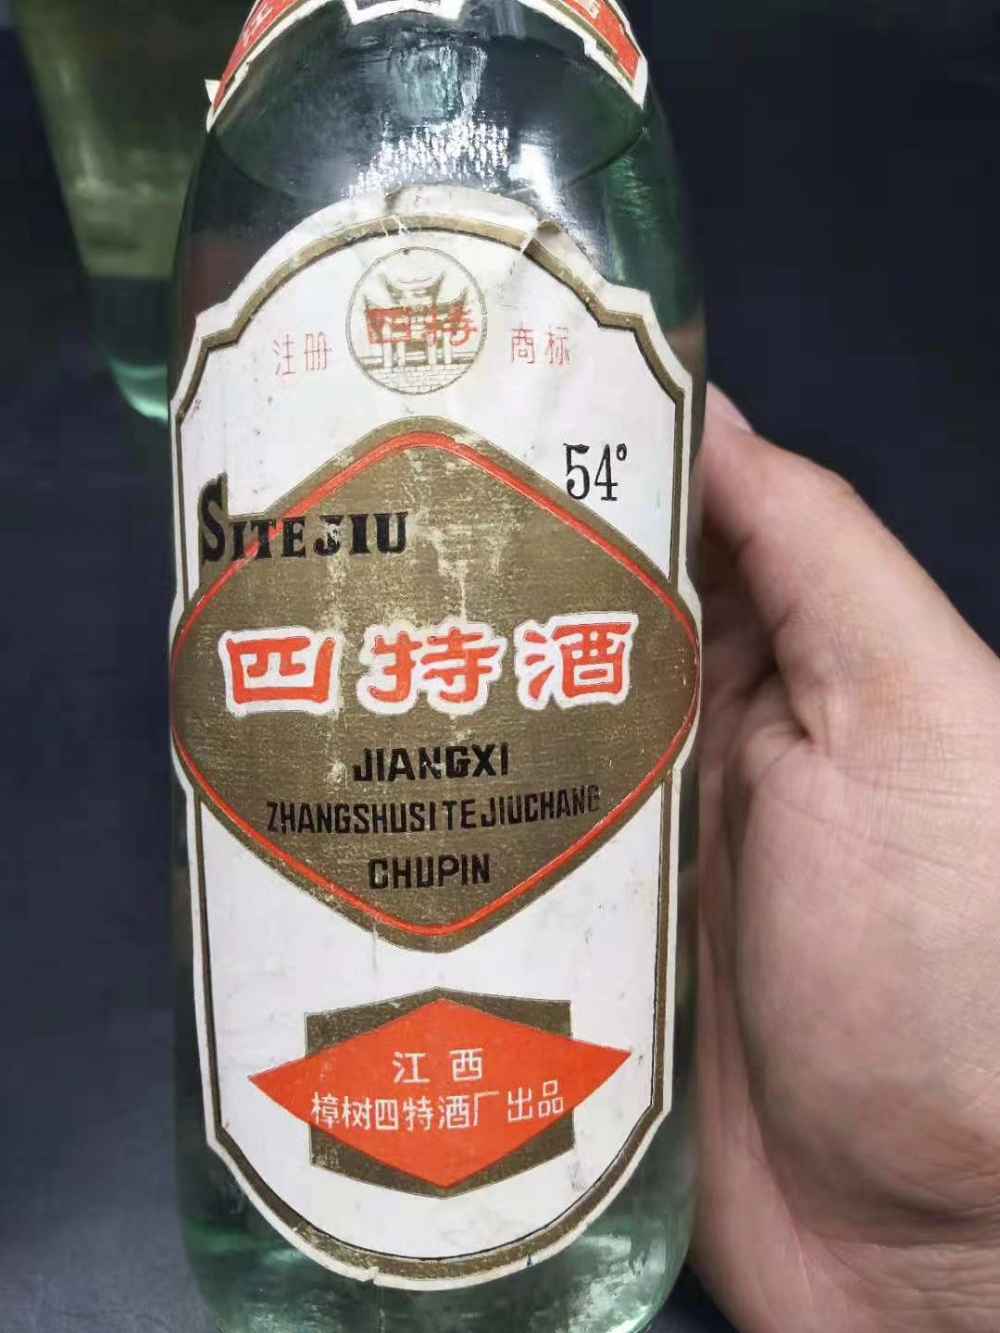 注册 四特 商标
54°
SITEJIU
四特酒
JIANGXI
ZHANGSHUSITEJIUCHANG
CHUPIN
江西
樟树四特酒厂出品